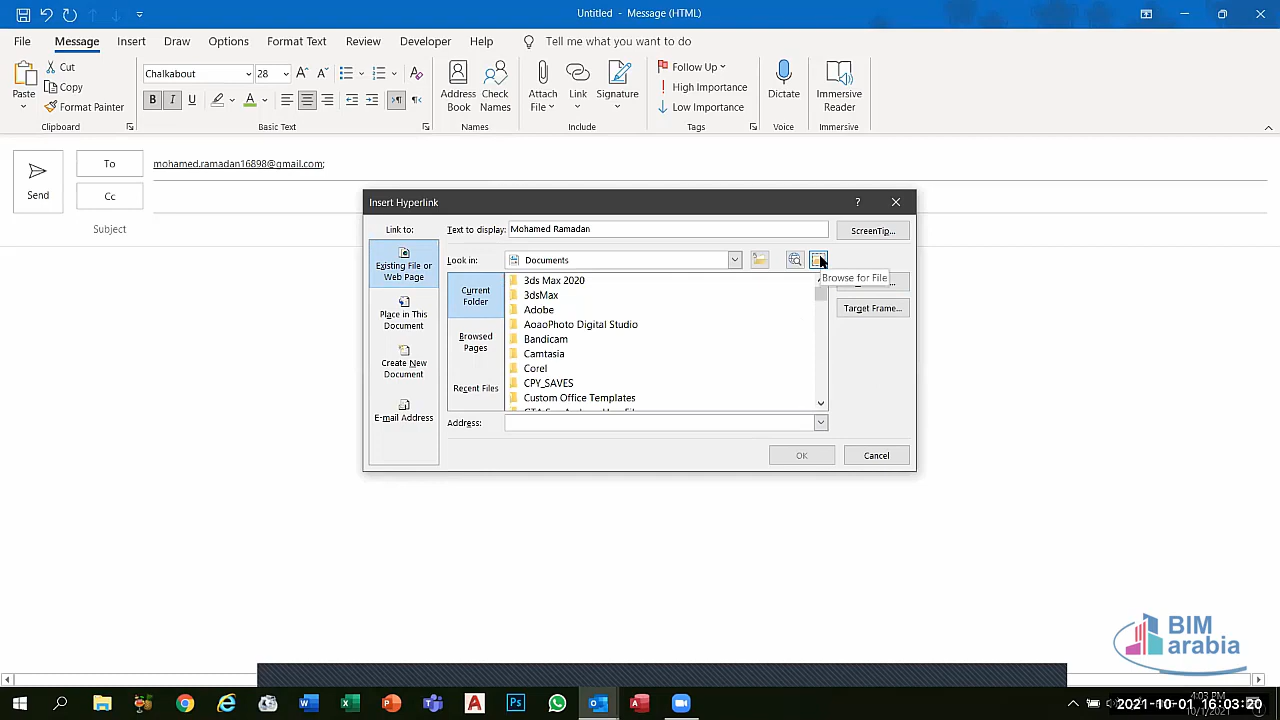 Untitled - Message (HTML)
File Message Insert Draw Options Format Text Review Developer Help Tell me what you want to do
Paste
Cut
Copy
Format Painter
Clipboard
Chalkabout 28
B I U
Basic Text
Address Book
Check Names
Names
Attach File
Link
Signature
Include
Follow Up
High Importance
Low Importance
Tags
Dictate
Voice
Immersive Reader
Immersive
Send
To mohamed.ramadan16898@gmail.com;
Cc
Subject
Insert Hyperlink
Link to:
Existing File or
Web Page
Place in This
Document
Create New
Document
E-mail Address
Text to display: Mohamed Ramadan
ScreenTip...
Look in: Documents
Browse for File
Target Frame...
Current
Folder
Browsed
Pages
Recent Files
3ds Max 2020
3dsMax
Adobe
AoaoPhoto Digital Studio
Bandicam
Camtasia
Corel
CPY_SAVES
Custom Office Templates
Address:
OK Cancel
BIM
arabia
4:03 PM
10/1/2021
2021-10-01 16:03:20